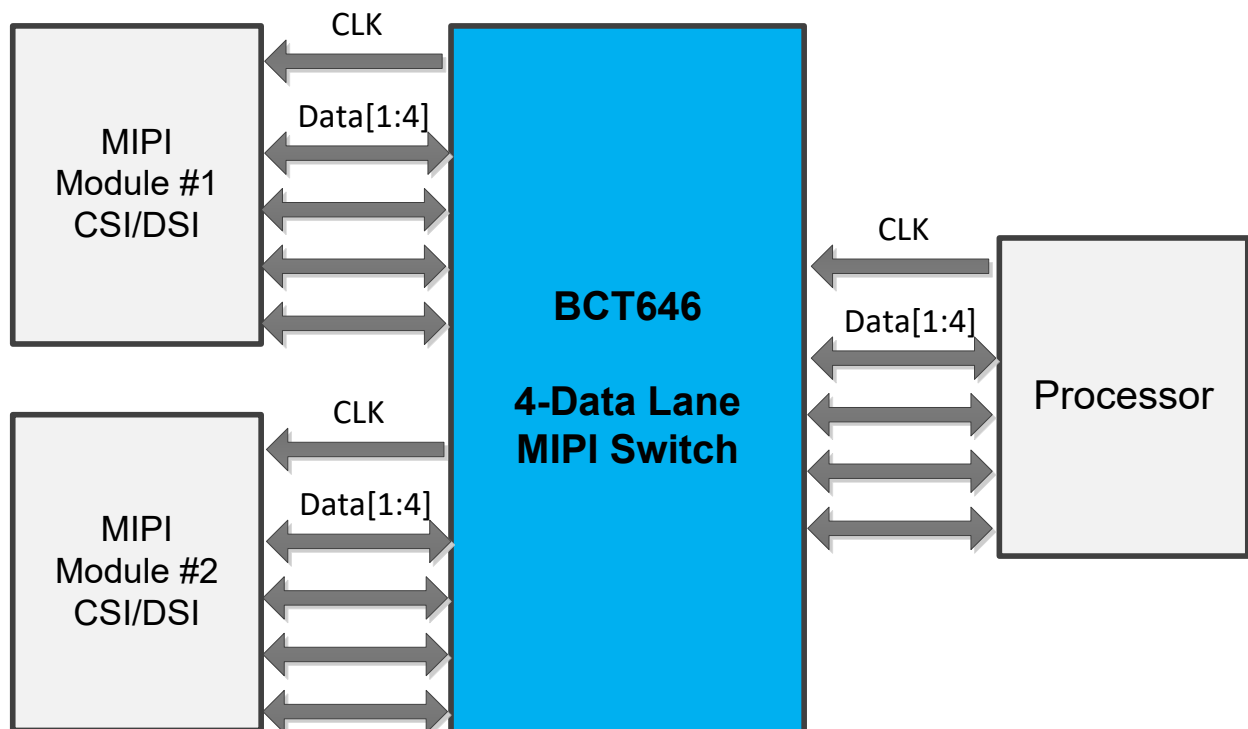 CLK
Data[1:4]
MIPI
Module #1
CSI/DSI
CLK
Data[1:4]
MIPI
Module #2
CSI/DSI
BCT646
4-Data Lane
MIPI Switch
CLK
Data[1:4]
Processor